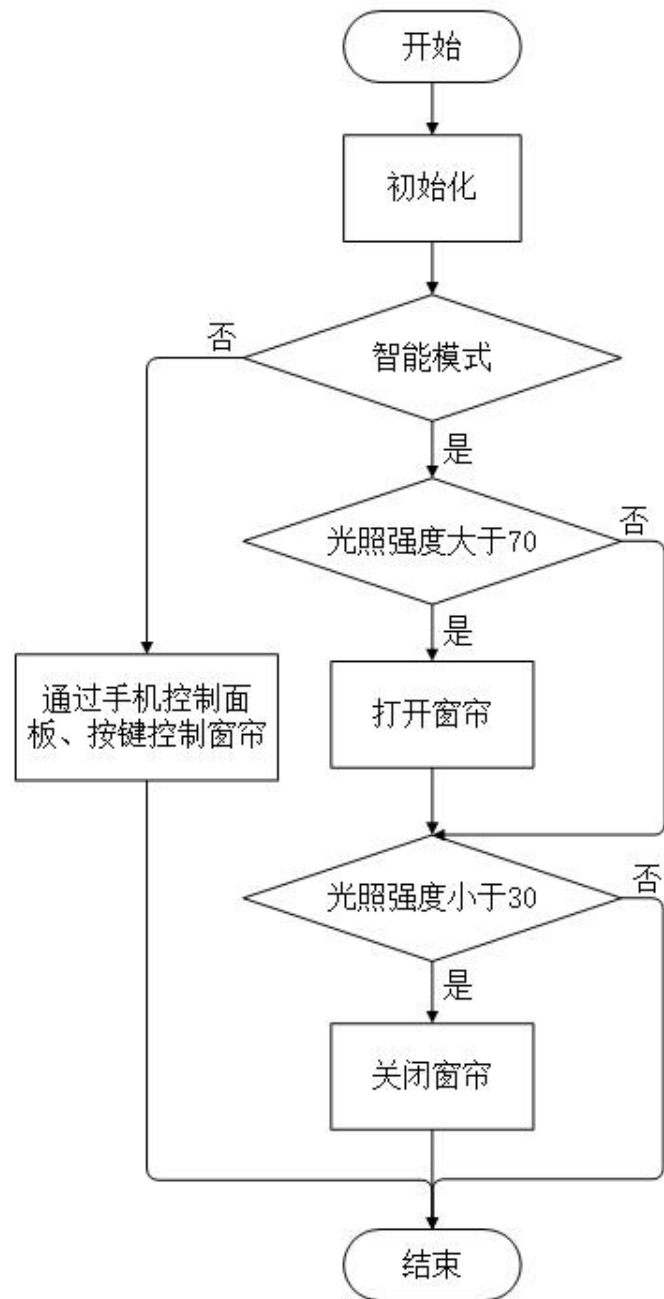 开始
初始化
否
智能模式
是
光照强度大于70
否
是
通过手机控制面
板、按键控制窗帘
打开窗帘
光照强度小于30
否
是
关闭窗帘
结束